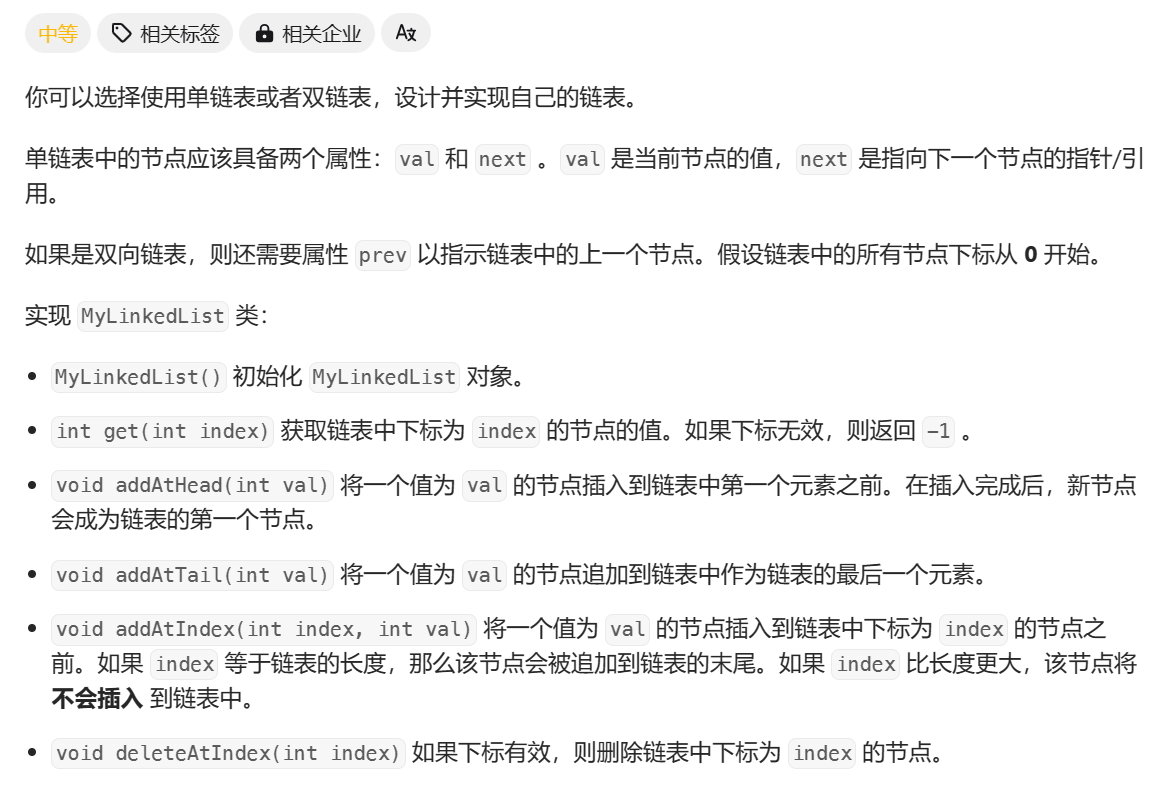 中等 相关标签 相关企业
你可以选择使用单链表或者双链表，设计并实现自己的链表。
单链表中的节点应该具备两个属性：val 和 next 。val 是当前节点的值，next 是指向下一个节点的指针/引
用。
如果是双向链表，则还需要属性 prev 以指示链表中的上一个节点。假设链表中的所有节点下标从 0 开始。
实现 MyLinkedList 类：
MyLinkedList() 初始化 MyLinkedList 对象。
int get(int index) 获取链表中下标为 index 的节点的值。如果下标无效，则返回 -1 。
void addAtHead(int val) 将一个值为 val 的节点插入到链表中第一个元素之前。在插入完成后，新节点
会成为链表的第一个节点。
void addAtTail(int val) 将一个值为 val 的节点追加到链表中作为链表的最后一个元素。
void addAtIndex(int index, int val) 将一个值为 val 的节点插入到链表中下标为 index 的节点之
前。如果 index 等于链表的长度，那么该节点会被追加到链表的末尾。如果 index 比长度更大，该节点将
不会插入 到链表中。
void deleteAtIndex(int index) 如果下标有效，则删除链表中下标为 index 的节点。